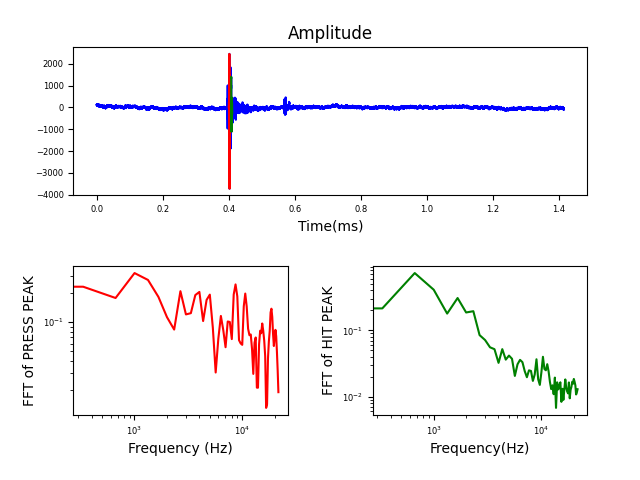 Amplitude
2000
1000
0
−1000
−2000
−3000
−4000
0.0 0.2 0.4 0.6 0.8 1.0 1.2 1.4
Time(ms)
FFT of PRESS PEAK
10⁻¹
10³ 10⁴
Frequency (Hz)
FFT of HIT PEAK
10⁻¹
10⁻²
10³ 10⁴
Frequency(Hz)